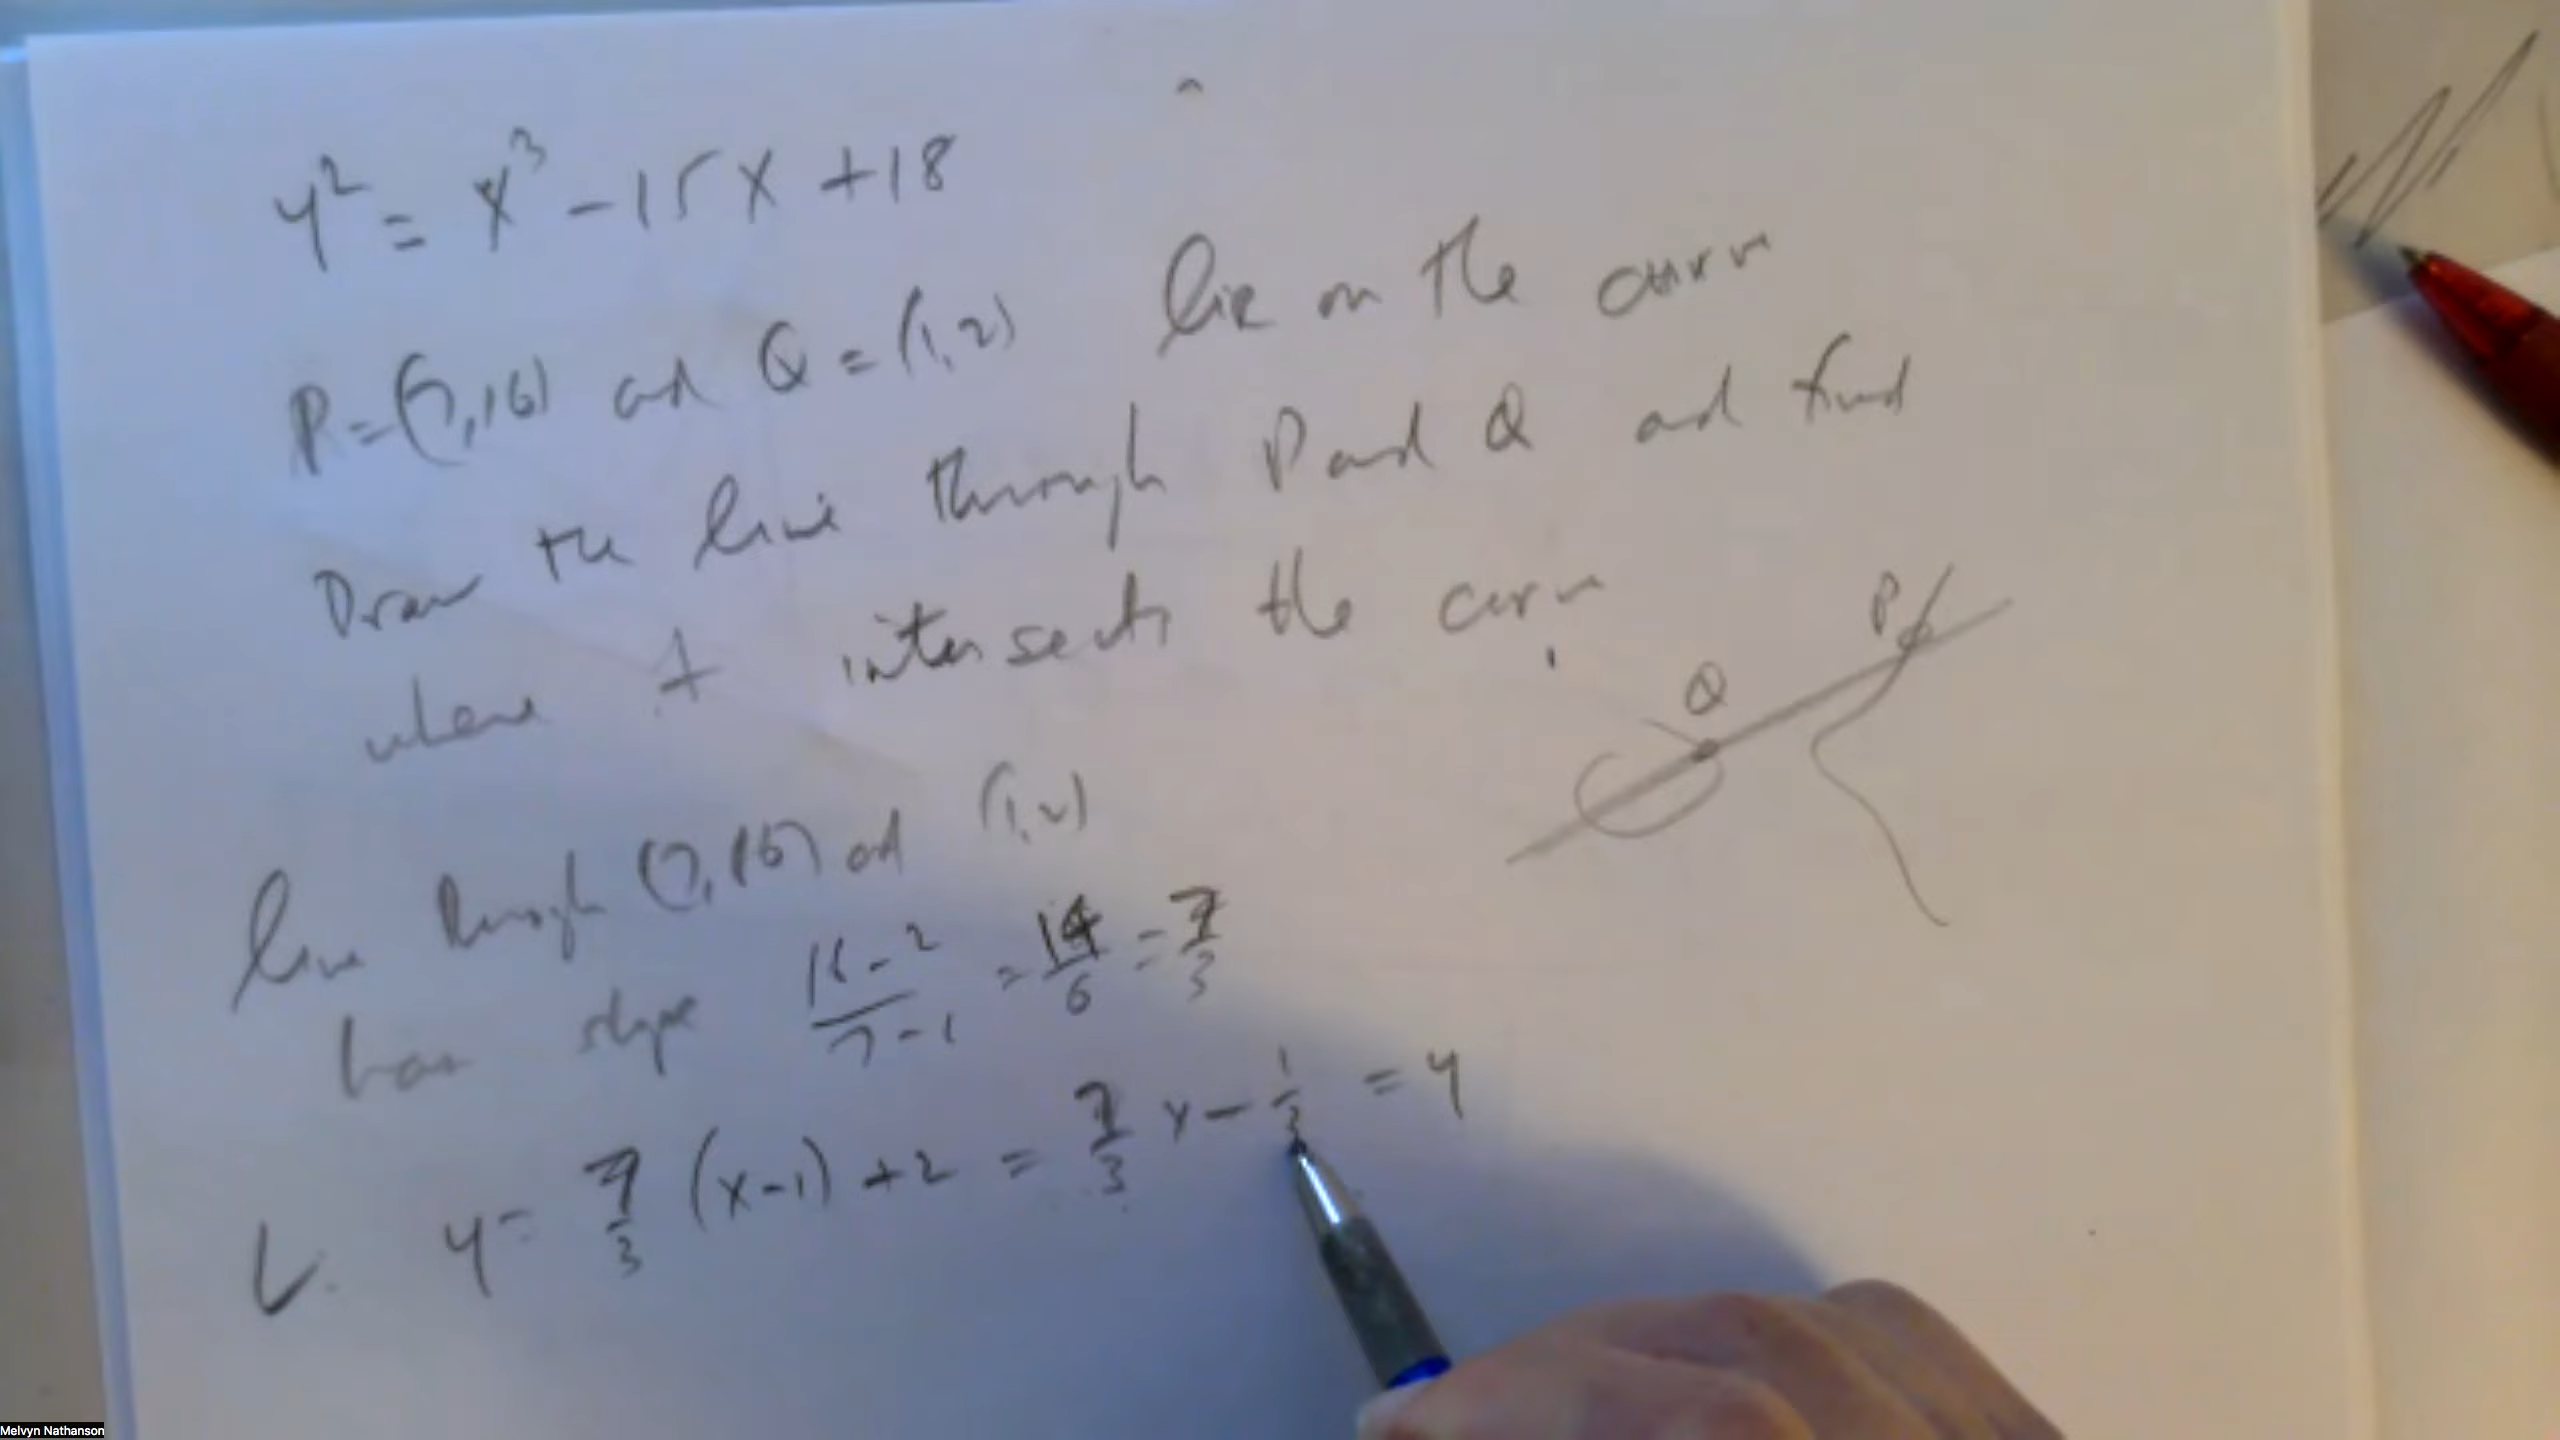 y² = x³ - 15x + 18
P = (7,16) and Q = (1,2) lie on the curve
Draw the line through P and Q and find
where it intersects the curve
Q P
line through (7,16) and (1,2)
has slope 16-2/7-1 = 14/6 = 7/3
L: y = 7/3 (x-1) + 2 = 7/3 x - 1/3 = y
Melvyn Nathanson